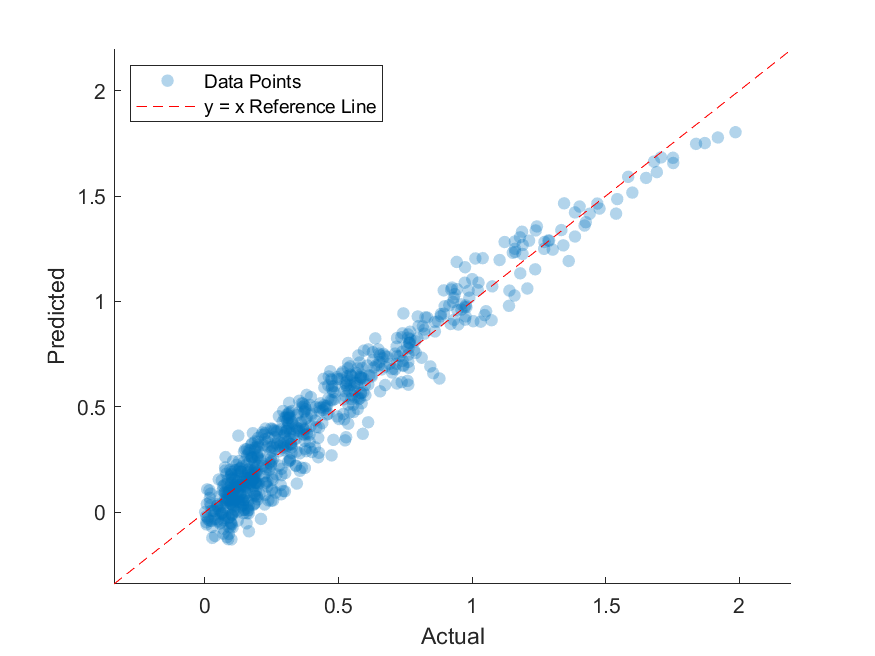 Data Points
y = x Reference Line
2
1.5
1
0.5
0
Predicted
0
0.5
1
1.5
2
Actual